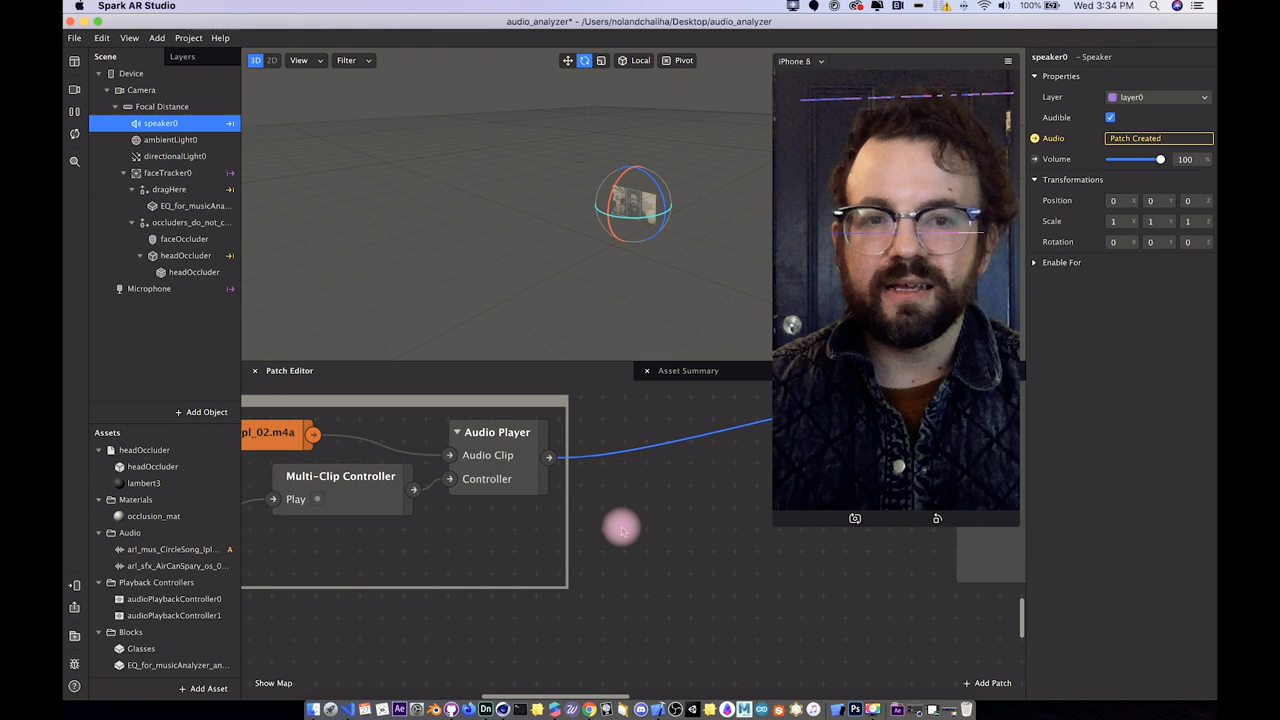 Spark AR Studio
100%
Wed 3:34 PM
audio_analyzer* - /Users/nolandchaliha/Desktop/audio_analyzer
File Edit View Add Project Help
Scene Layers
Device
Camera
Focal Distance
speaker0
ambientLight0
directionalLight0
faceTracker0
dragHere
EQ_for_musicAna...
occluders_do_not_c...
faceOccluder
headOccluder
headOccluder
Microphone
+ Add Object
Assets
headOccluder
headOccluder
lambert3
Materials
occlusion_mat
Audio
arl_mus_CircleSong_lpl... A
arl_sfx_AirCanSpary_os_0...
Playback Controllers
audioPlaybackController0
audioPlaybackController1
Blocks
Glasses
EQ_for_musicAnalyzer_an...
+ Add Asset
3D 2D View Filter Local Pivot
iPhone 8
Patch Editor
Asset Summary
pl_02.m4a
Multi-Clip Controller
Play
Audio Player
Audio Clip
Controller
Show Map
+ Add Patch
speaker0 – Speaker
Properties
Layer layer0
Audible
Audio Patch Created
Volume 100 %
Transformations
Position 0 X 0 Y 0 Z
Scale 1 X 1 Y 1 Z
Rotation 0 X 0 Y 0 Z
Enable For